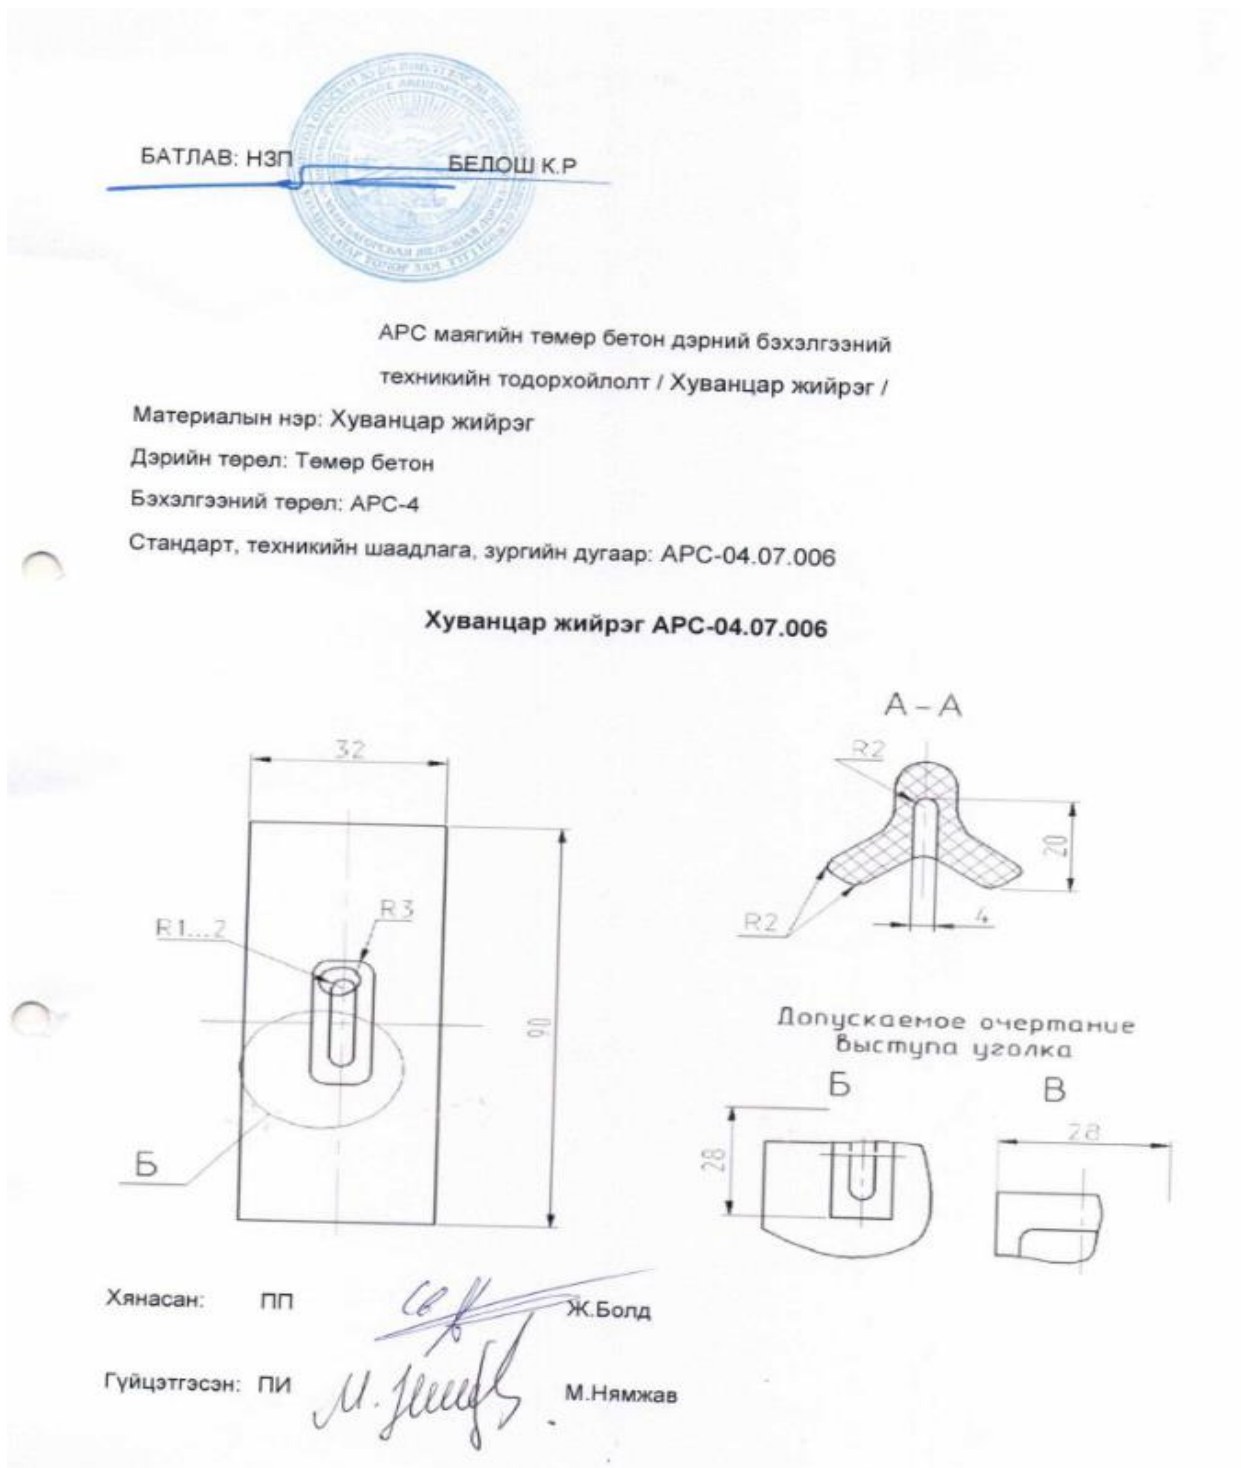 БАТЛАВ: НЗП БЕЛОШ К.Р
АРС маягийн төмөр бетон дэрний бэхэлгээний
техникийн тодорхойлолт / Хуванцар жийрэг /
Материалын нэр: Хуванцар жийрэг
Дэрийн төрөл: Төмөр бетон
Бэхэлгээний төрөл: АРС-4
Стандарт, техникийн шаадлага, зургийн дугаар: АРС-04.07.006
Хуванцар жийрэг АРС-04.07.006
А-А
32
R2
20
R2
4
R3
R1...2
90
Б
Допускаемое очертание
выступа уголка
Б
В
28
28
Хянасан: ПП Ж.Болд
Гүйцэтгэсэн: ПИ М.Нямжав